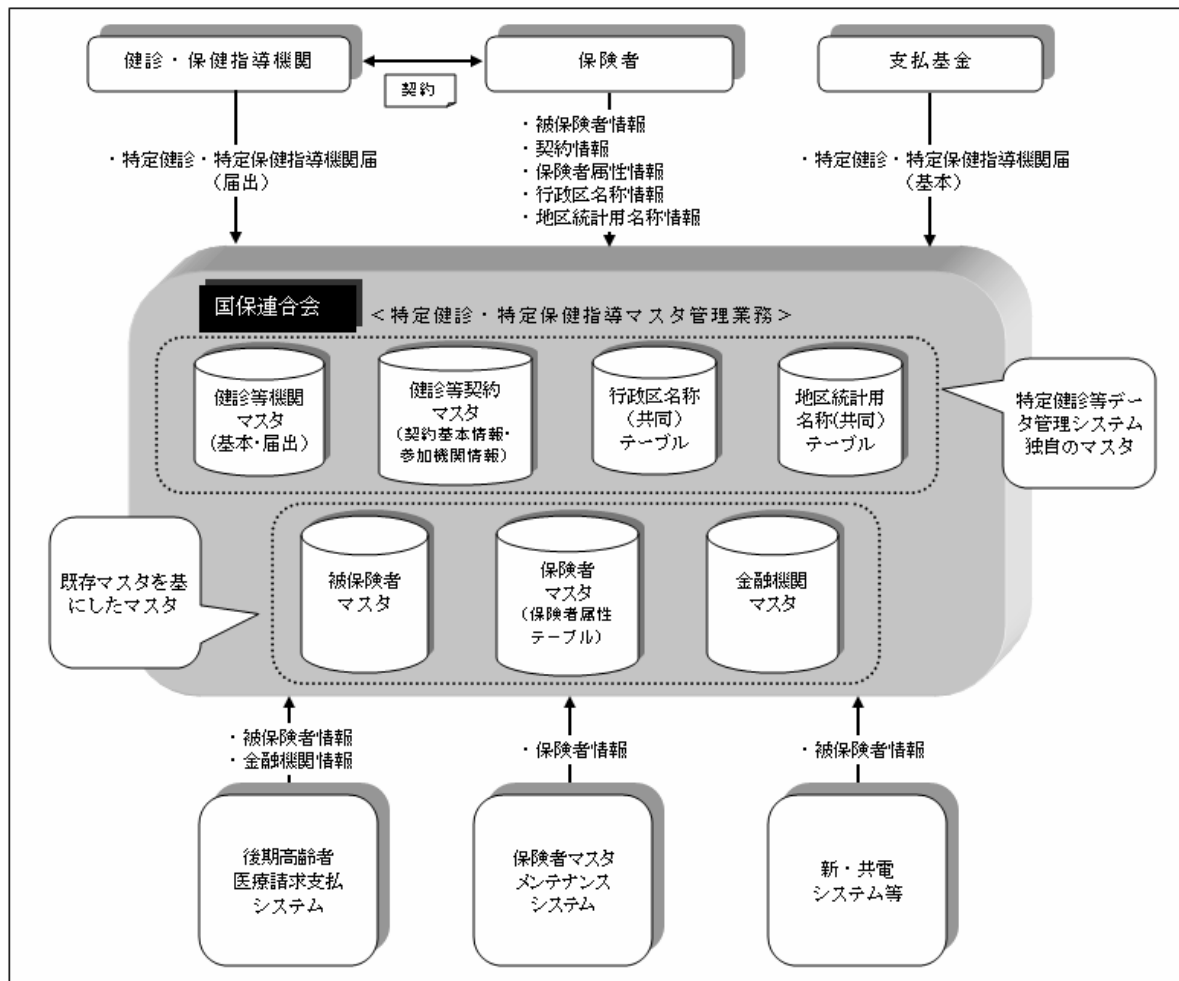 健診・保健指導機関
保険者
支払基金
契約
・特定健診・特定保健指導機関届
（届出）
・被保険者情報
・契約情報
・保険者属性情報
・行政区名称情報
・地区統計用名称情報
・特定健診・特定保健指導機関届
（基本）
国保連合会
＜特定健診・特定保健指導マスタ管理業務＞
健診等機関
マスタ
(基本・届出)
健診等契約
マスタ
(契約基本情報・
参加機関情報)
行政区名称
(共同)
テーブル
地区統計用
名称(共同)
テーブル
特定健診等デー
タ管理システム
独自のマスタ
既存マスタを基
にしたマスタ
被保険者
マスタ
保険者
マスタ
(保険者属性
テーブル)
金融機関
マスタ
・被保険者情報
・金融機関情報
・保険者情報
・被保険者情報
後期高齢者
医療請求支払
システム
保険者マスタ
メンテナンス
システム
新・共電
システム等